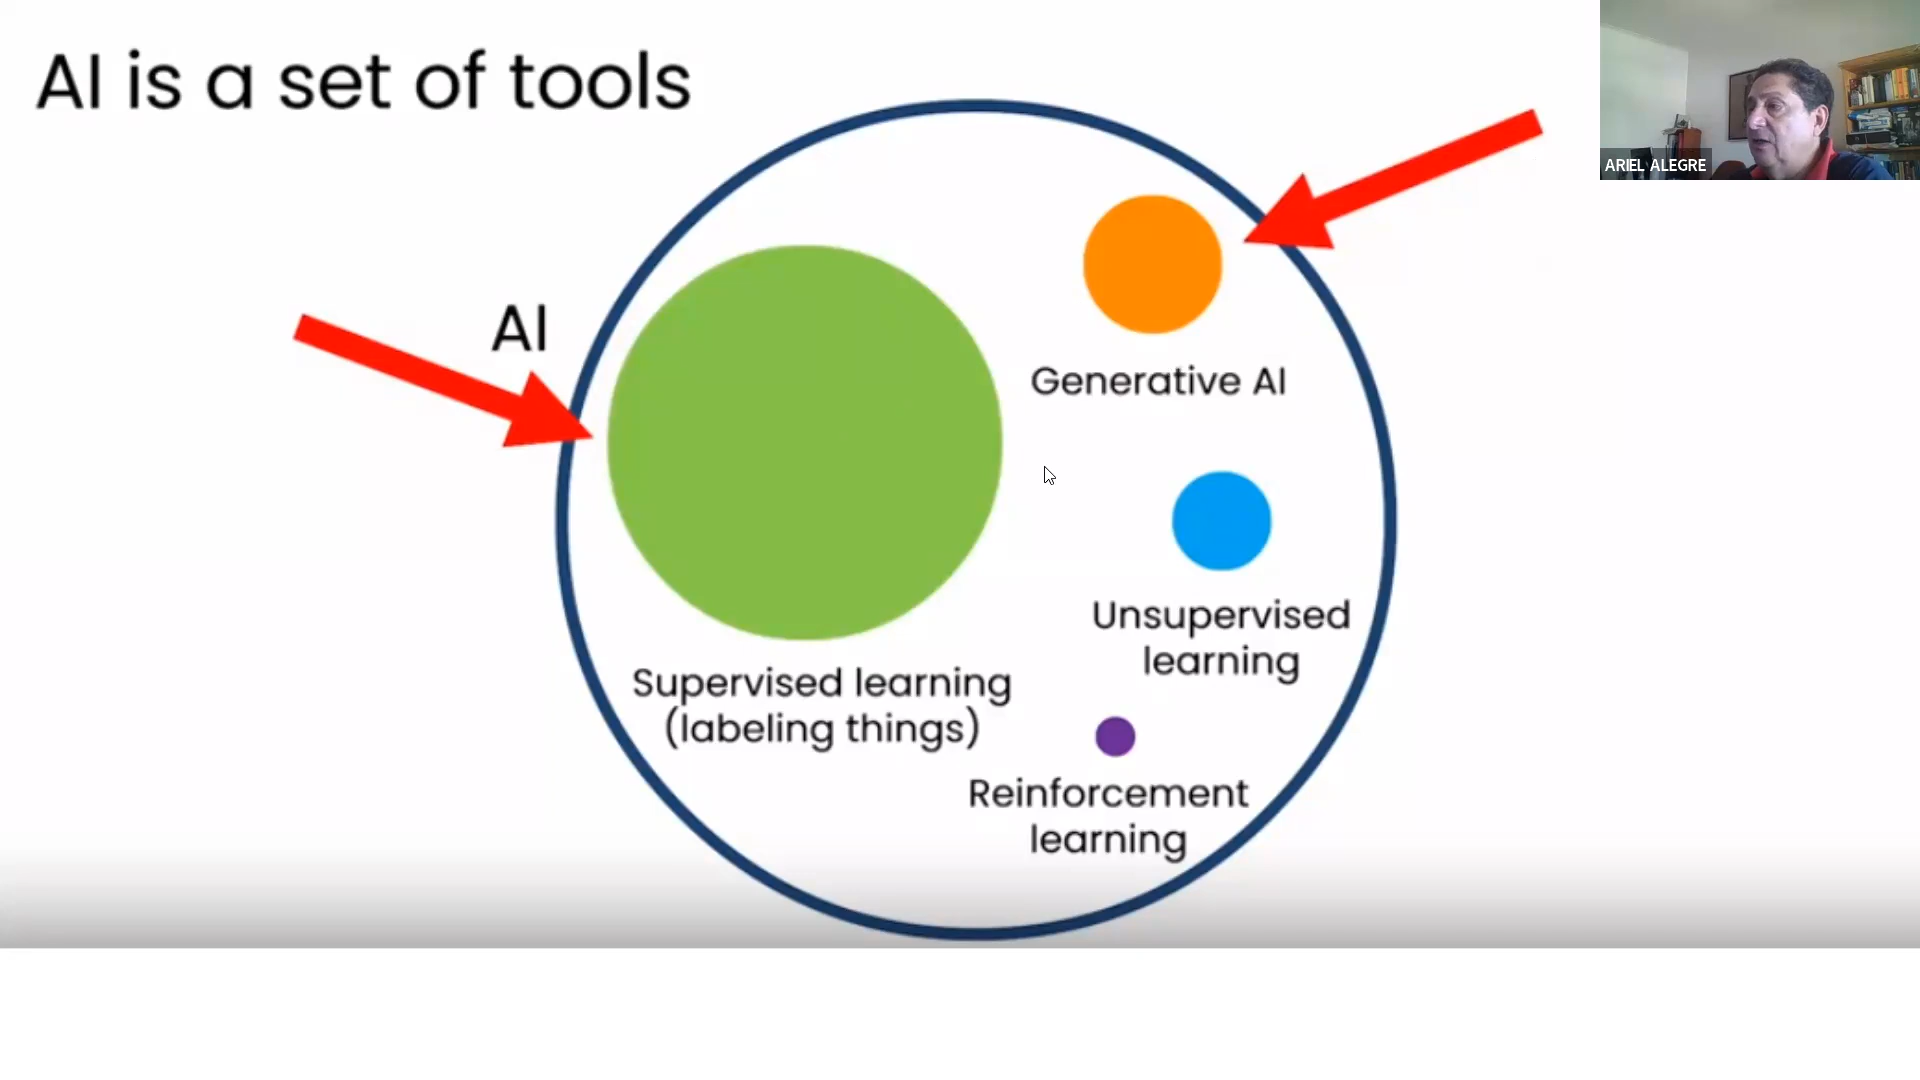 AI is a set of tools
ARIEL ALEGRE
AI
Generative AI
Unsupervised
learning
Supervised learning
(labeling things)
Reinforcement
learning